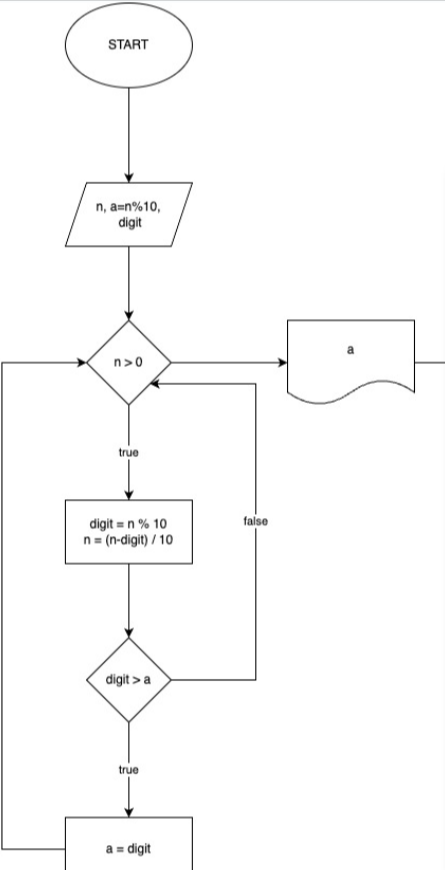 START
n, a=n%10,
digit
n > 0
a
true
digit = n % 10
n = (n-digit) / 10
false
digit > a
true
a = digit